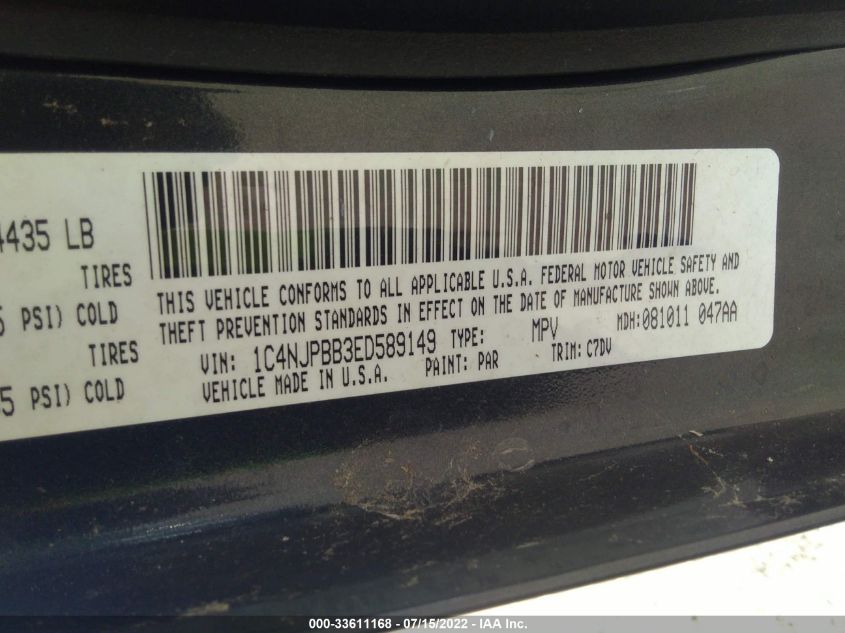 4435 LB
TIRES
5 PSI) COLD
TIRES
35 PSI) COLD
THIS VEHICLE CONFORMS TO ALL APPLICABLE U.S.A. FEDERAL MOTOR VEHICLE SAFETY AND
THEFT PREVENTION STANDARDS IN EFFECT ON THE DATE OF MANUFACTURE SHOWN ABOVE.
VIN: 1C4NJPBB3ED589149 TYPE: MPV MDH:081011 047AA
VEHICLE MADE IN U.S.A. PAINT: PAR TRIM: C7DV
000-33611168 - 07/15/2022 - IAA Inc.